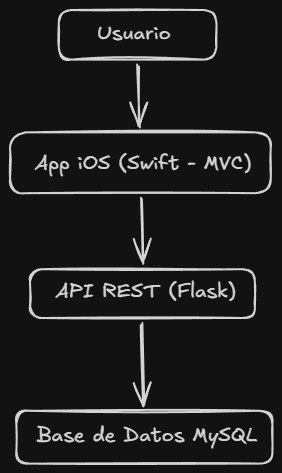 Usuario
App iOS (Swift - MVC)
API REST (Flask)
Base de Datos MySQL